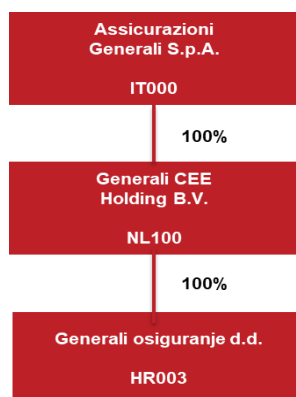 Assicurazioni
Generali S.p.A.
IT000
100%
Generali CEE
Holding B.V.
NL100
100%
Generali osiguranje d.d.
HR003